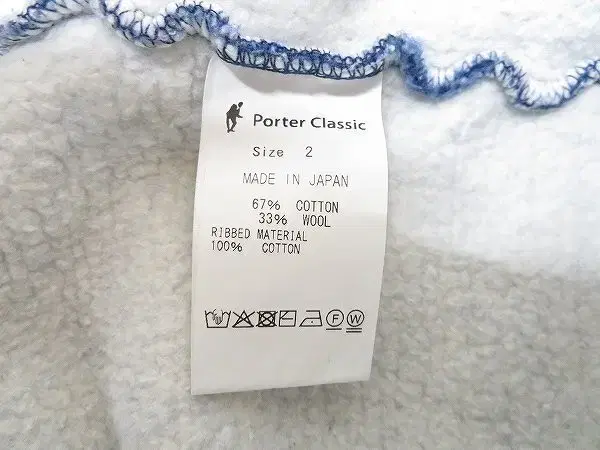 Porter Classic
Size 2
MADE IN JAPAN
67% COTTON
33% WOOL
RIBBED MATERIAL
100% COTTON
F W